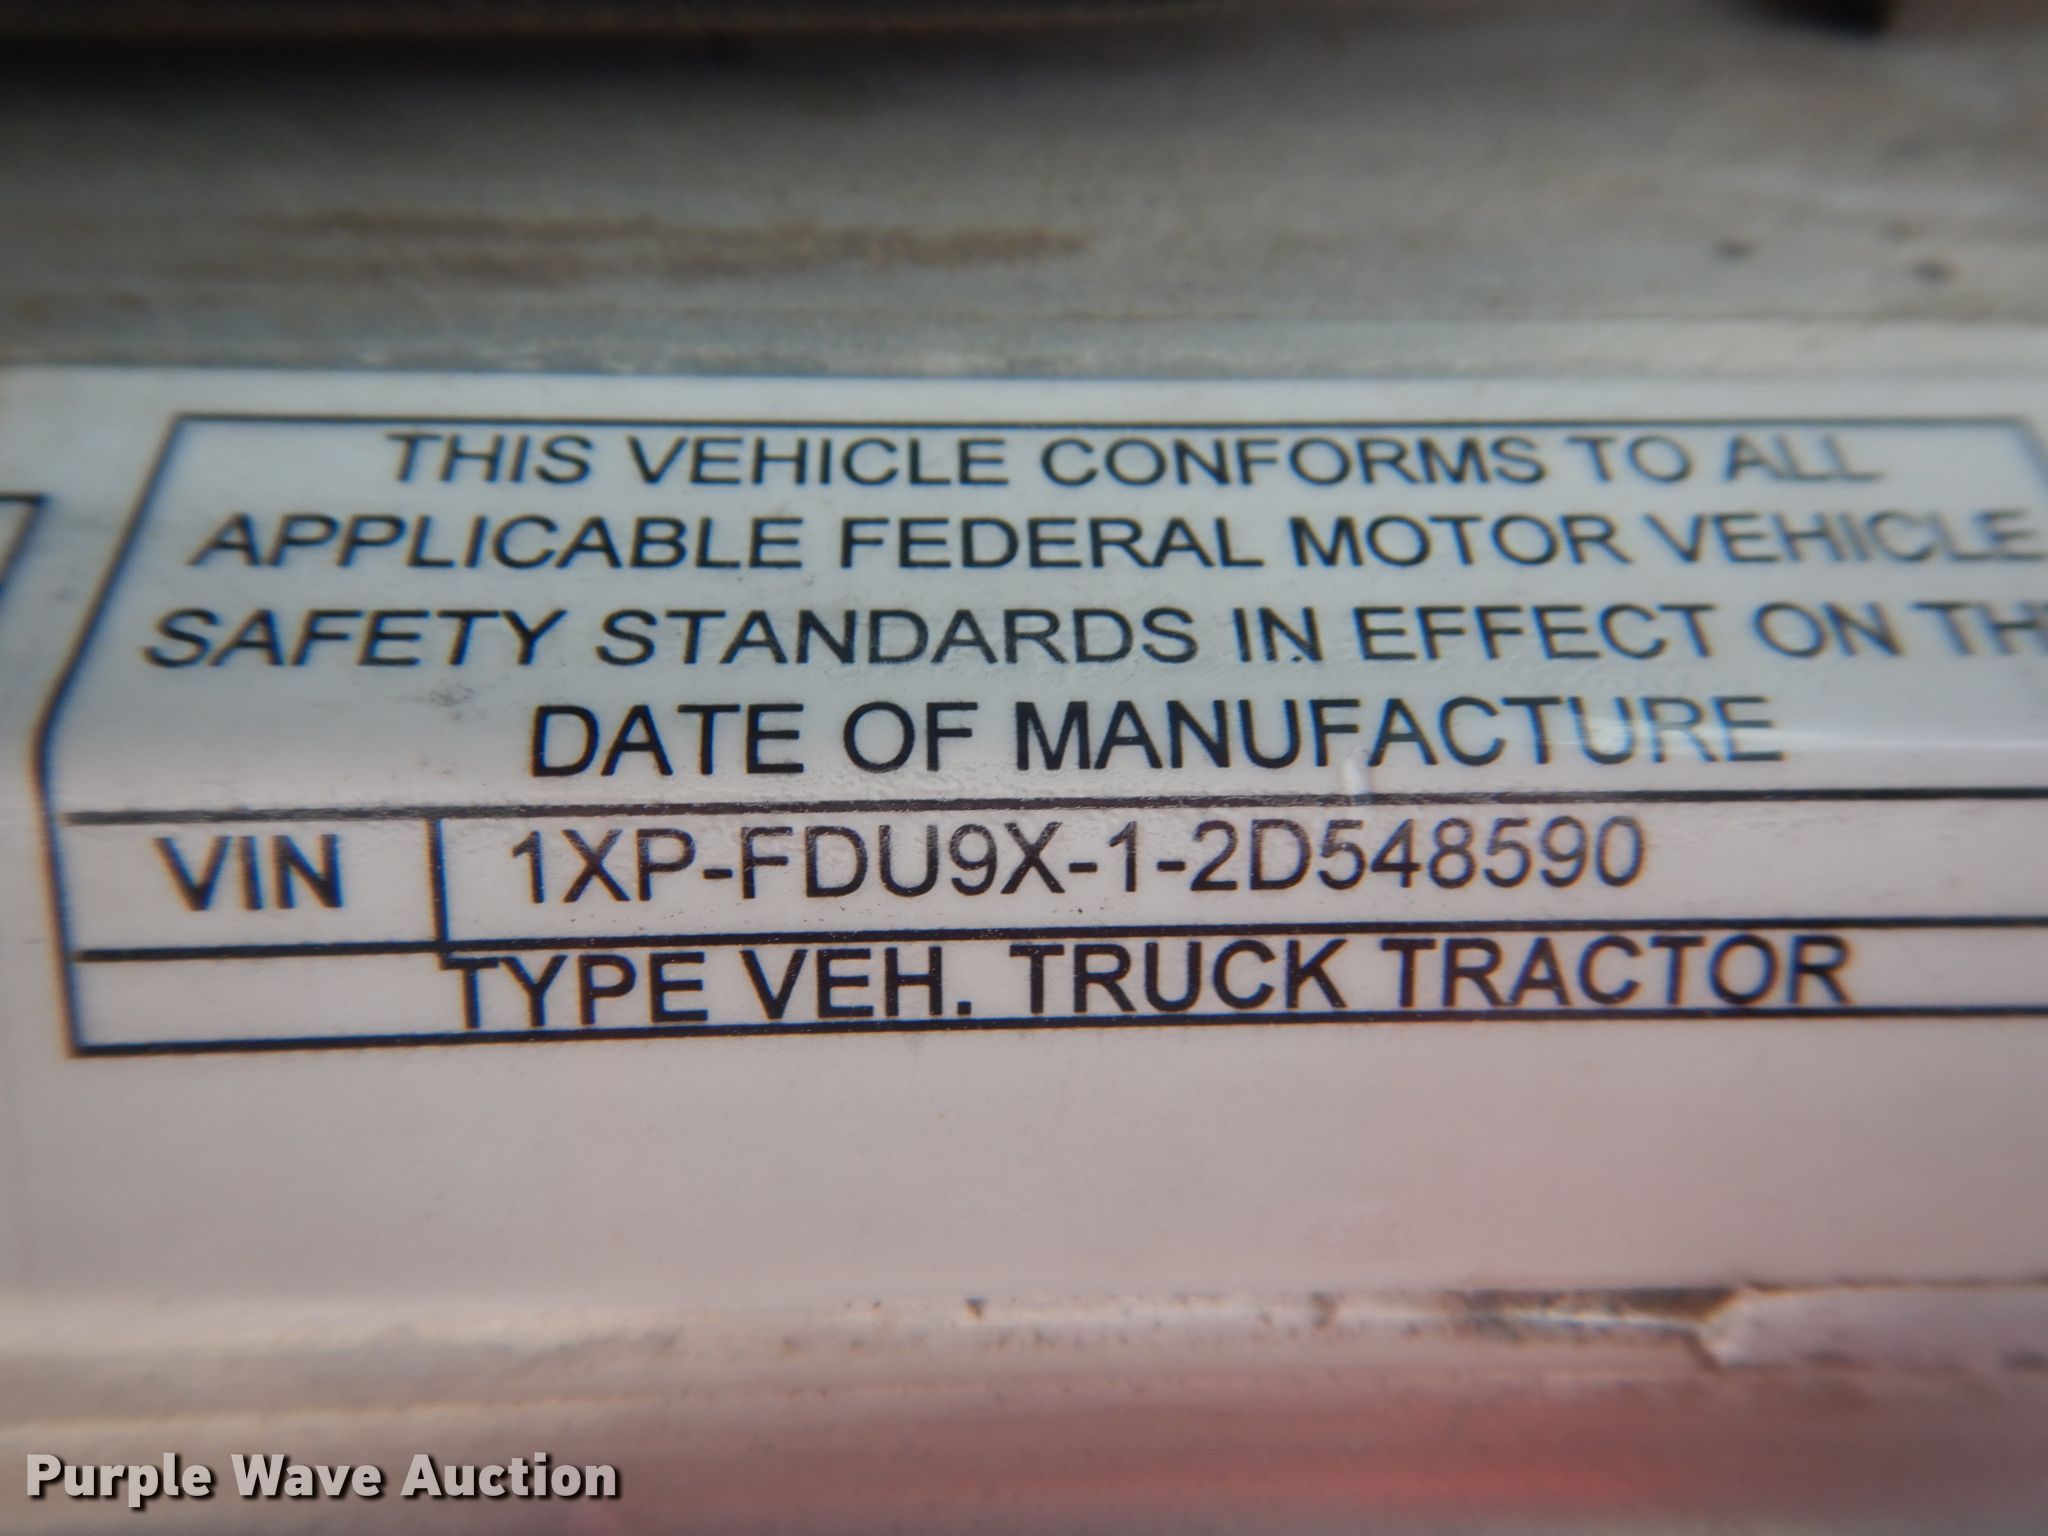 THIS VEHICLE CONFORMS TO ALL
APPLICABLE FEDERAL MOTOR VEHICLE
SAFETY STANDARDS IN EFFECT ON TH
DATE OF MANUFACTURE
VIN 1XP-FDU9X-1-2D548590
TYPE VEH. TRUCK TRACTOR
Purple Wave Auction